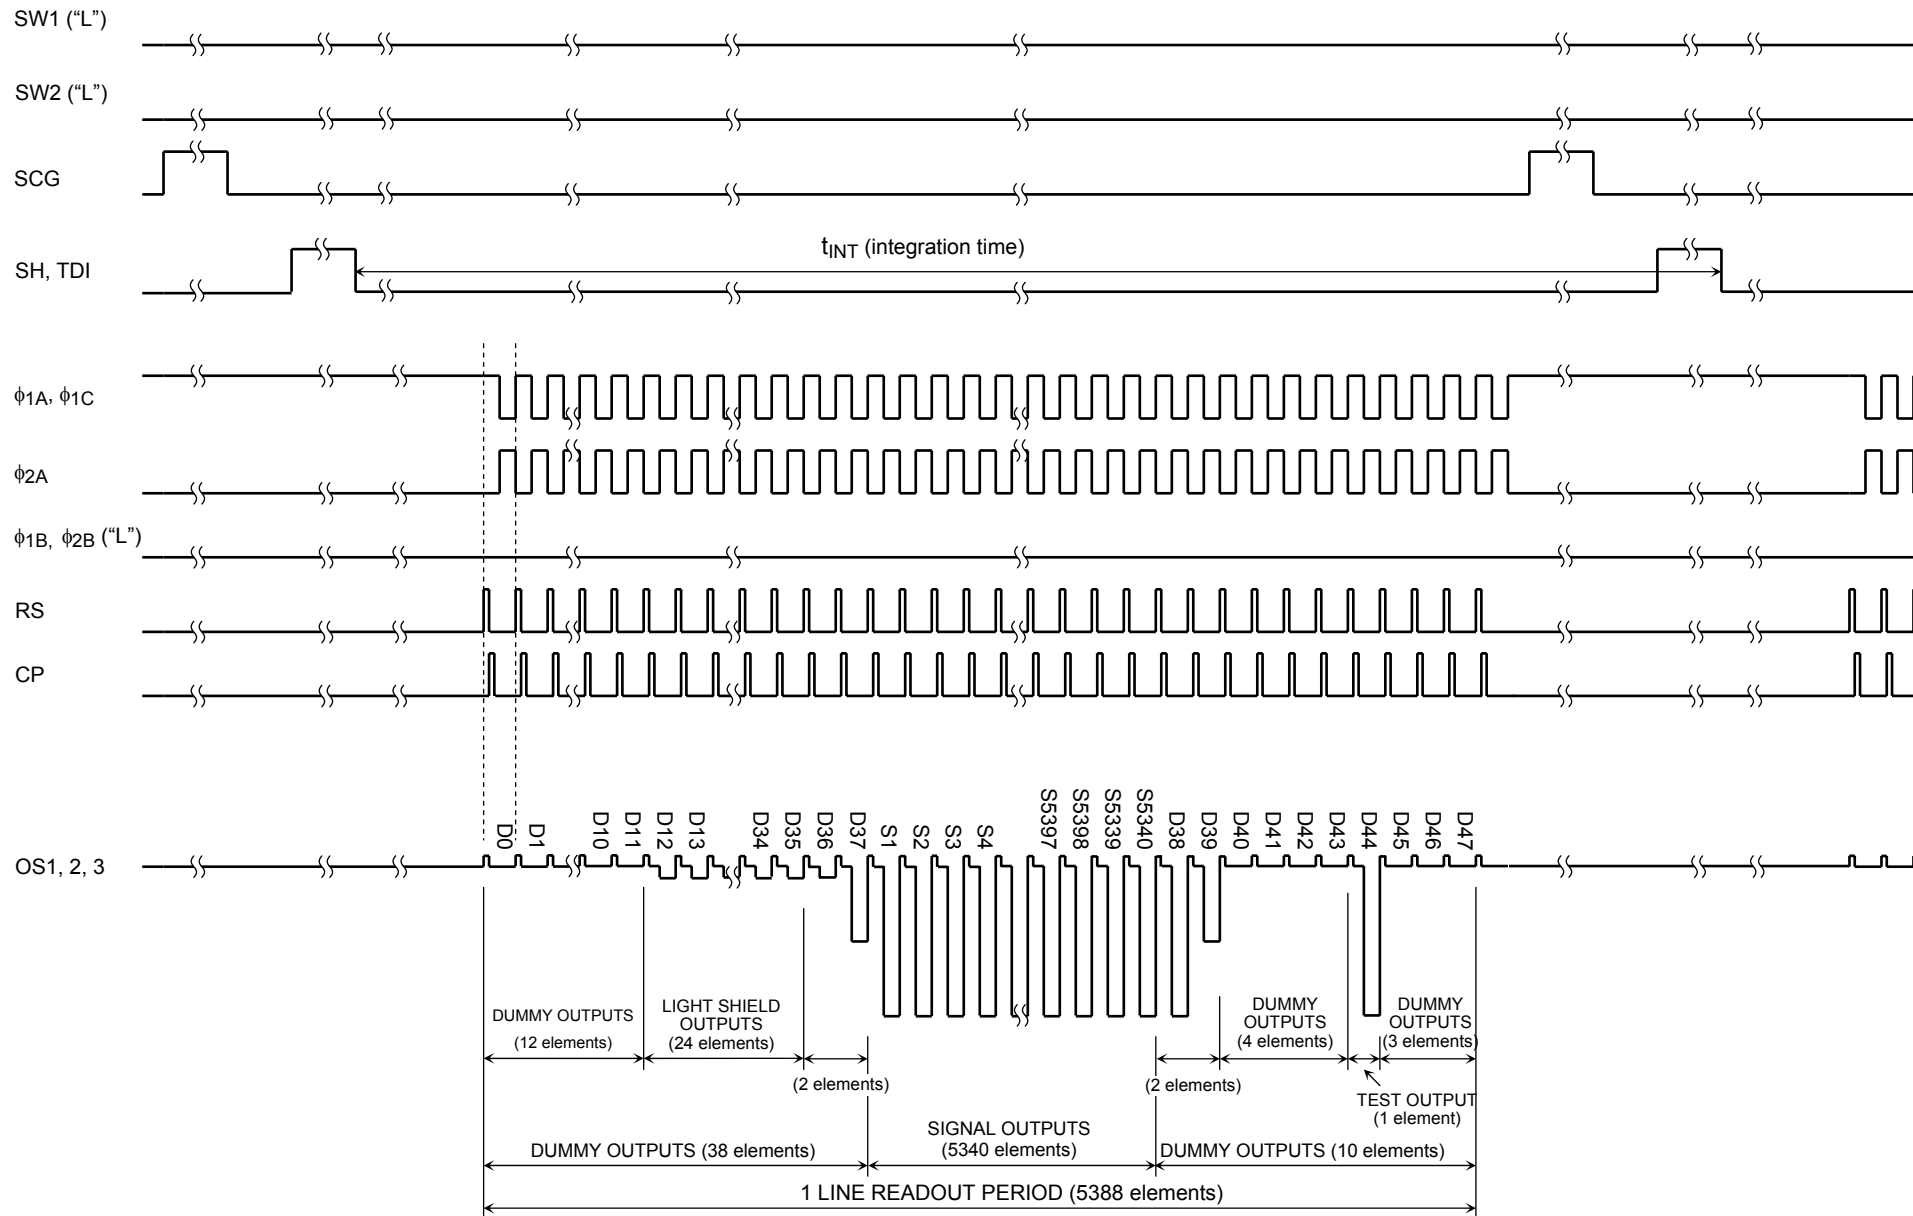 SW1 (“L”)
SW2 (“L”)
SCG
SH, TDI
tINT (integration time)
ϕ1A, ϕ1C
ϕ2A
ϕ1B, ϕ2B (“L”)
RS
CP
OS1, 2, 3
D0
D1
D10
D11
D12
D13
D34
D35
D36
D37
S1
S2
S3
S4
S5397
S5398
S5339
S5340
D38
D39
D40
D41
D42
D43
D44
D45
D46
D47
DUMMY OUTPUTS
(12 elements)
LIGHT SHIELD
OUTPUTS
(24 elements)
(2 elements)
(2 elements)
DUMMY
OUTPUTS
(4 elements)
DUMMY
OUTPUTS
(3 elements)
TEST OUTPUT
(1 element)
DUMMY OUTPUTS (38 elements)
SIGNAL OUTPUTS
(5340 elements)
DUMMY OUTPUTS (10 elements)
1 LINE READOUT PERIOD (5388 elements)